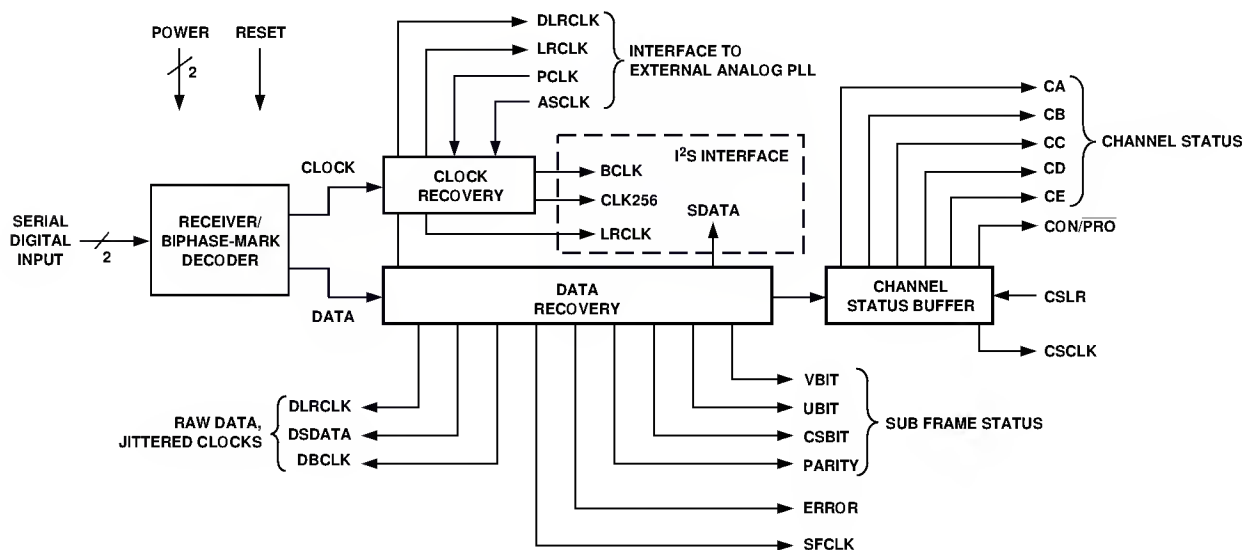 POWER
RESET
2
DLRCLK
LRCLK
PCLK
ASCLK
INTERFACE TO
EXTERNAL ANALOG PLL
CLOCK
CLOCK
RECOVERY
I²S INTERFACE
BCLK
CLK256
LRCLK
SDATA
SERIAL
DIGITAL
INPUT
2
RECEIVER/
BIPHASE-MARK
DECODER
DATA
DATA
RECOVERY
CA
CB
CC
CD
CE
CHANNEL STATUS
CON/P̅R̅O̅
CHANNEL
STATUS BUFFER
CSLR
CSCLK
RAW DATA,
JITTERED CLOCKS
DLRCLK
DSDATA
DBCLK
VBIT
UBIT
CSBIT
PARITY
SUB FRAME STATUS
ERROR
SFCLK